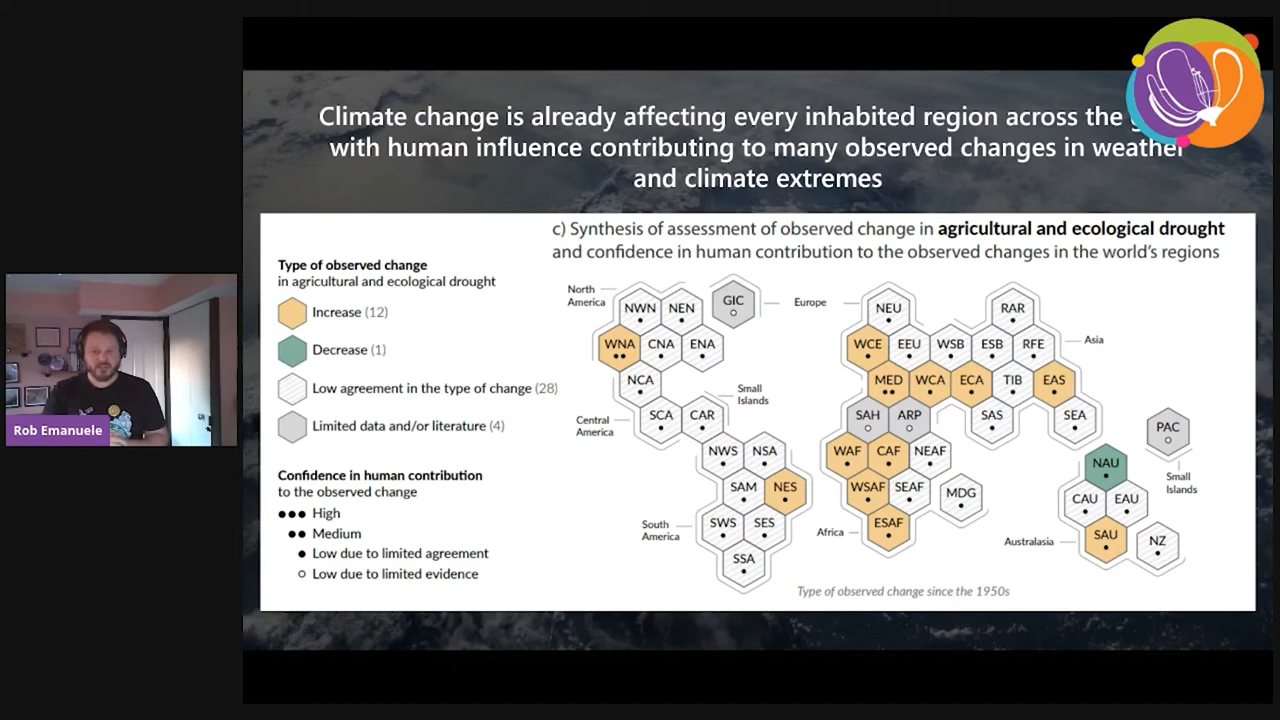 Climate change is already affecting every inhabited region across the
with human influence contributing to many observed changes in weather
and climate extremes
c) Synthesis of assessment of observed change in agricultural and ecological drought
and confidence in human contribution to the observed changes in the world's regions
Type of observed change
in agricultural and ecological drought
Increase (12)
Decrease (1)
Low agreement in the type of change (28)
Limited data and/or literature (4)
Confidence in human contribution
to the observed change
High
Medium
Low due to limited agreement
Low due to limited evidence
North
America
NWN NEN GIC
WNA CNA ENA
NCA
Small
Islands
Central
America
SCA CAR
NWS NSA
SAM NES
South
America
SWS SES
SSA
Europe
NEU RAR
WCE EEU WSB ESB RFE
Asia
MED WCA ECA TIB EAS
SAH ARP SAS SEA
WAF CAF NEAF
WSAF SEAF MDG
Africa
ESAF
PAC
Small
Islands
NAU
CAU EAU
Australasia
SAU NZ
Type of observed change since the 1950s
Rob Emanuele